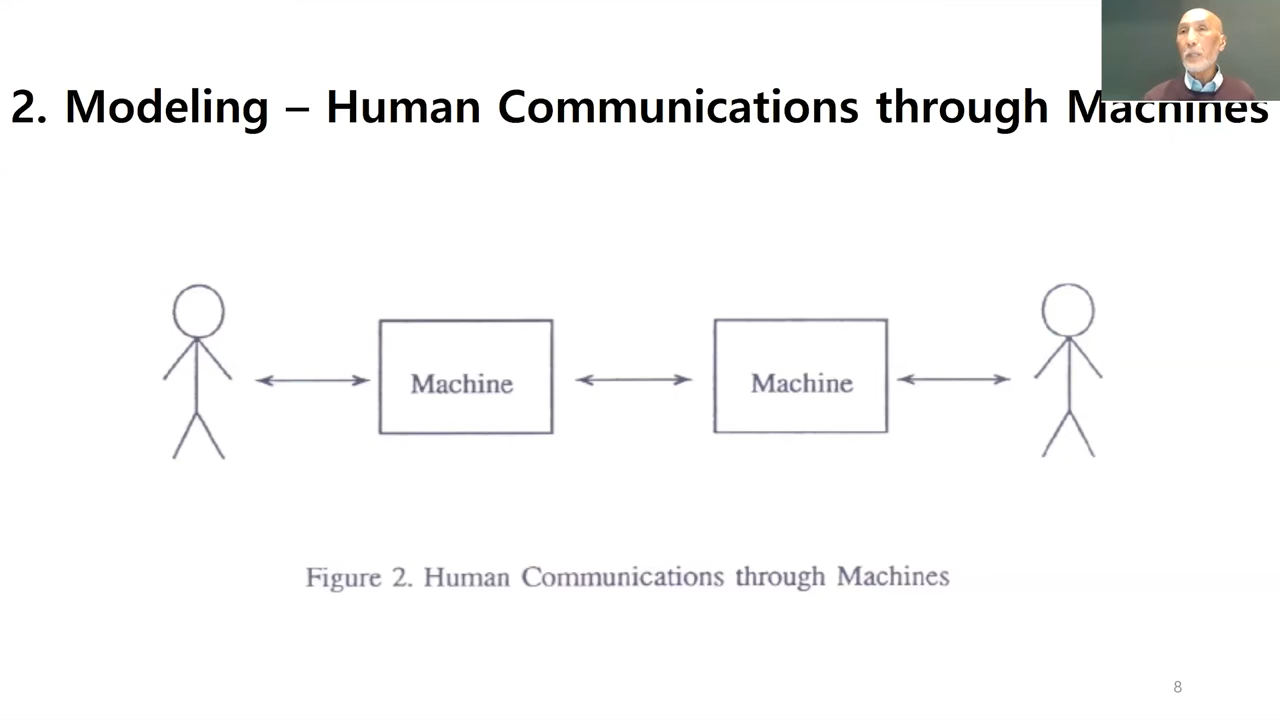 2. Modeling – Human Communications through Machines
Machine
Machine
Figure 2. Human Communications through Machines
8